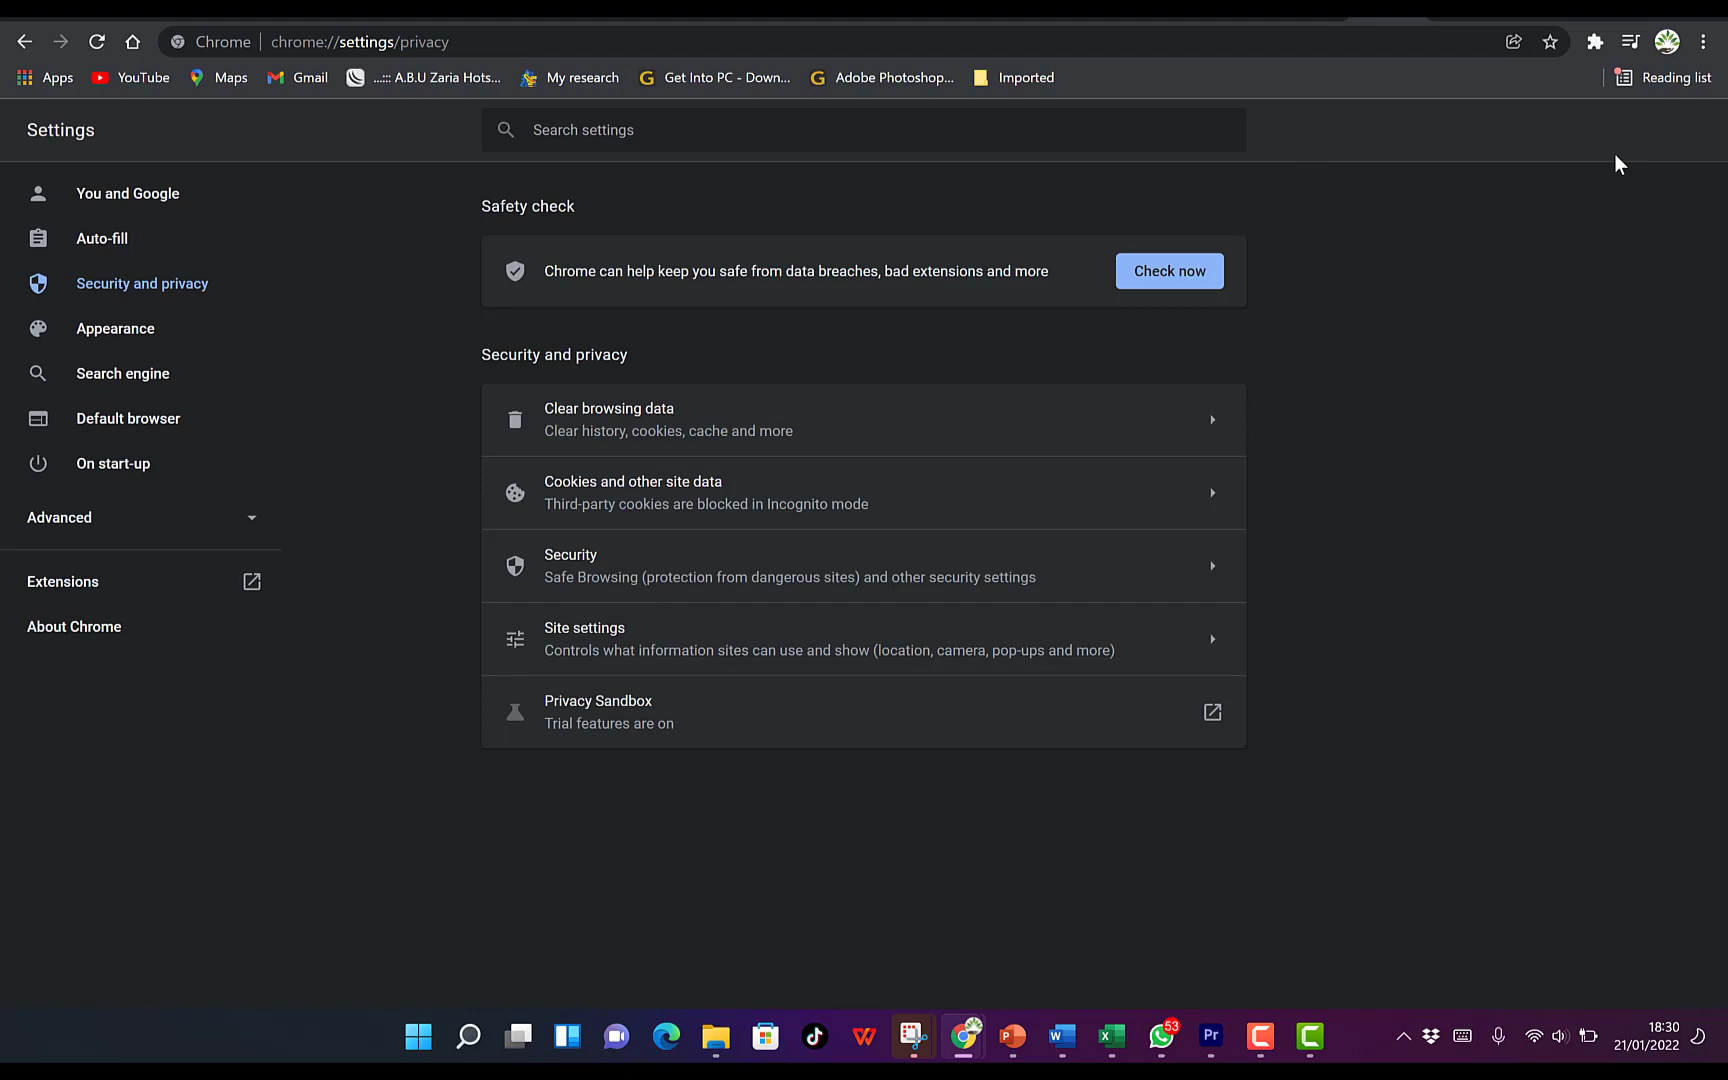 Chrome chrome://settings/privacy
Apps YouTube Maps Gmail ...::: A.B.U Zaria Hots... My research Get Into PC - Down... Adobe Photoshop... Imported Reading list
Settings
Search settings
You and Google
Auto-fill
Security and privacy
Appearance
Search engine
Default browser
On start-up
Advanced
Extensions
About Chrome
Safety check
Chrome can help keep you safe from data breaches, bad extensions and more
Check now
Security and privacy
Clear browsing data
Clear history, cookies, cache and more
Cookies and other site data
Third-party cookies are blocked in Incognito mode
Security
Safe Browsing (protection from dangerous sites) and other security settings
Site settings
Controls what information sites can use and show (location, camera, pop-ups and more)
Privacy Sandbox
Trial features are on
53
Pr
18:30
21/01/2022